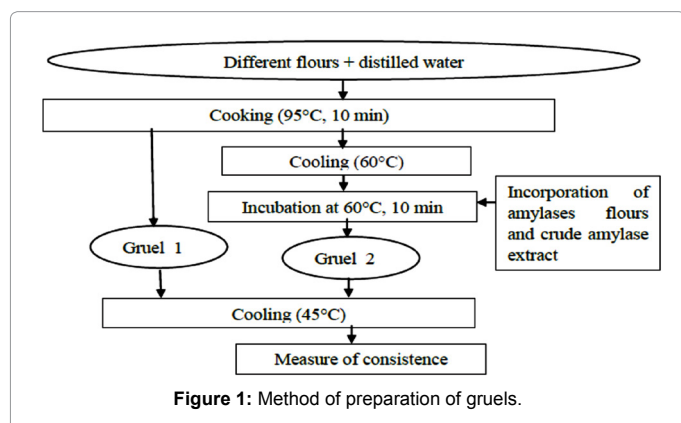 Different flours + distilled water
Cooking (95°C, 10 min)
Cooling (60°C)
Incubation at 60°C, 10 min
Incorporation of
amylases flours
and crude amylase
extract
Gruel 1
Gruel 2
Cooling (45°C)
Measure of consistence
Figure 1: Method of preparation of gruels.